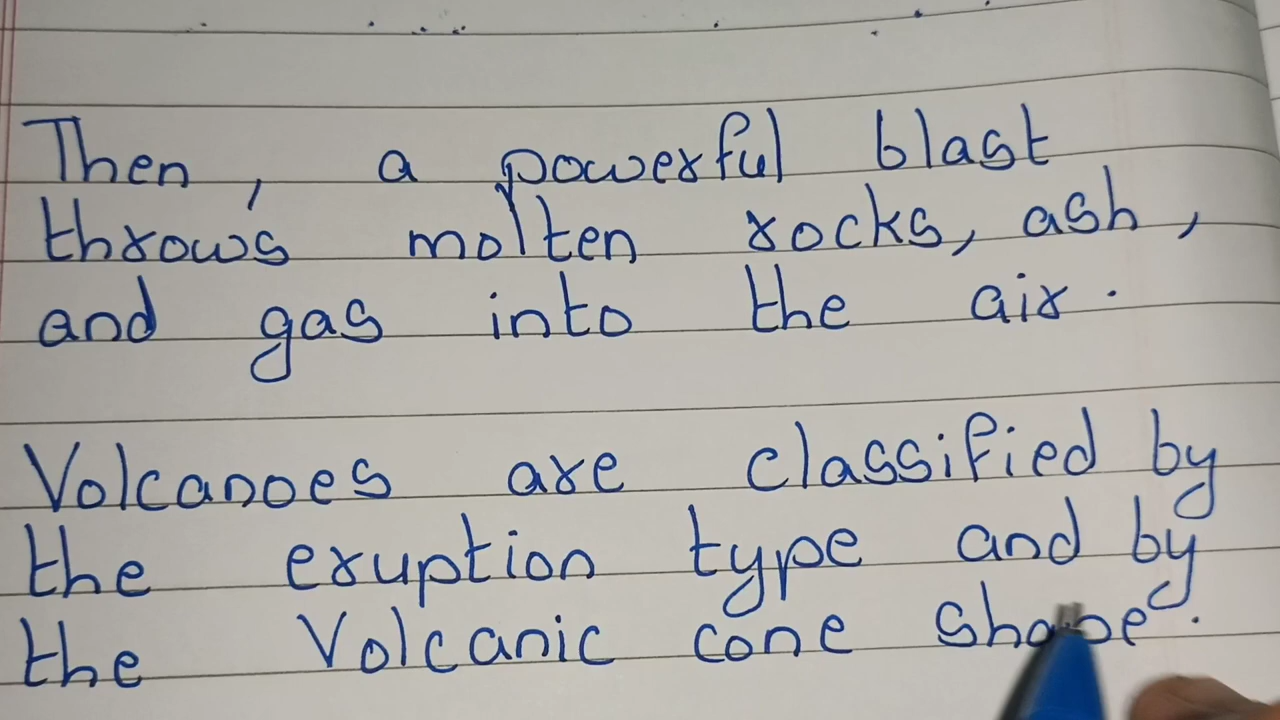 Then, a powerful blast
throws molten rocks, ash,
and gas into the air.
Volcanoes are classified by
the eruption type and by
the Volcanic cone shape.